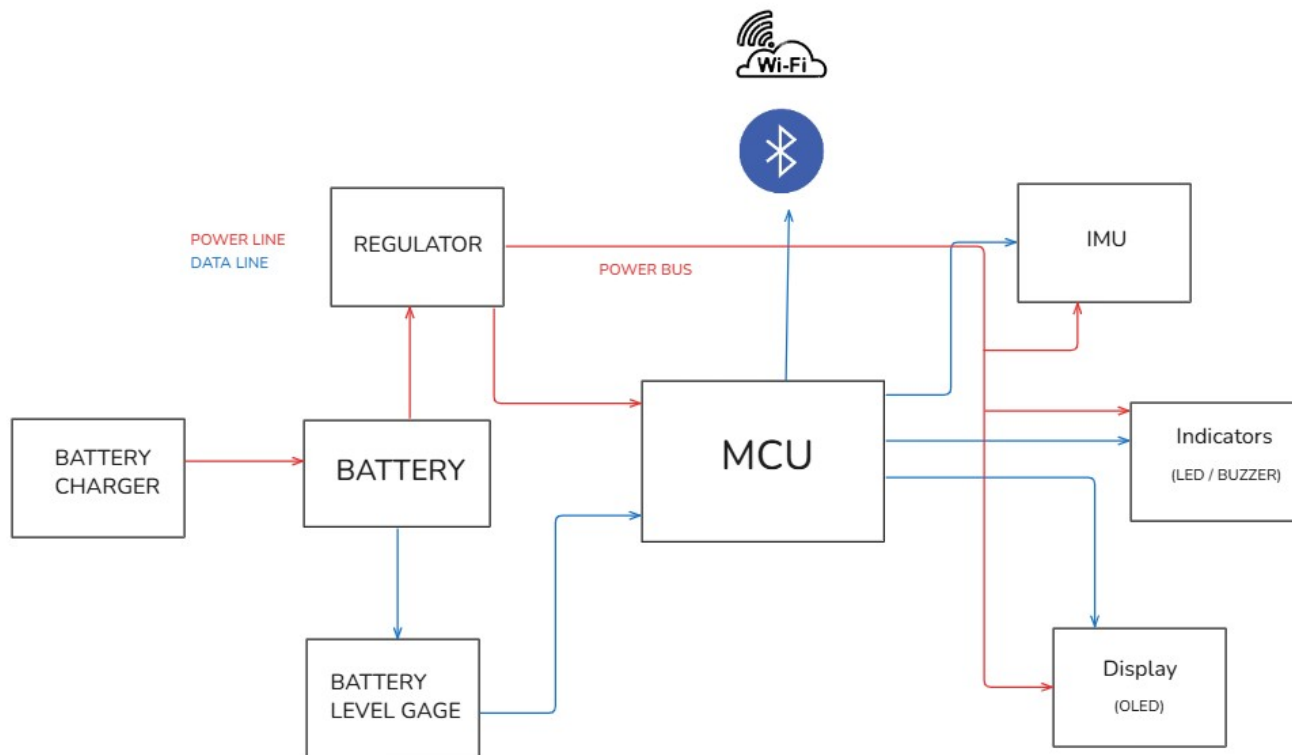 Wi-Fi
POWER LINE
DATA LINE
REGULATOR
POWER BUS
IMU
BATTERY
CHARGER
BATTERY
MCU
Indicators
(LED / BUZZER)
BATTERY
LEVEL GAGE
Display
(OLED)